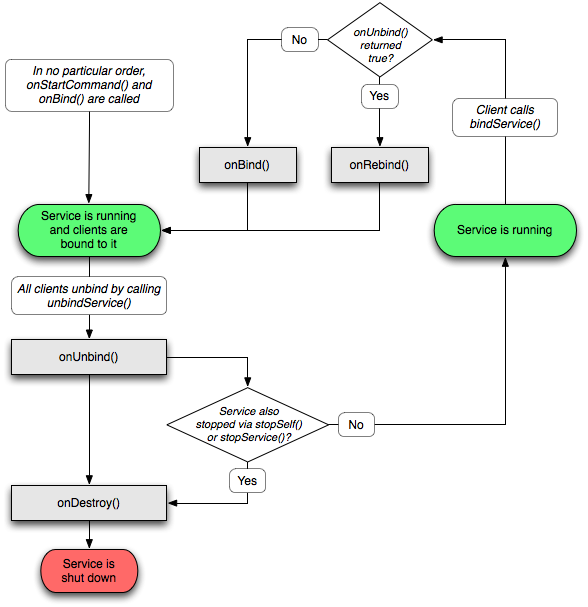 onUnbind()
returned
true?
No
Yes
In no particular order,
onStartCommand() and
onBind() are called
Client calls
bindService()
onBind()
onRebind()
Service is running
and clients are
bound to it
Service is running
All clients unbind by calling
unbindService()
onUnbind()
Service also
stopped via stopSelf()
or stopService()?
No
Yes
onDestroy()
Service is
shut down